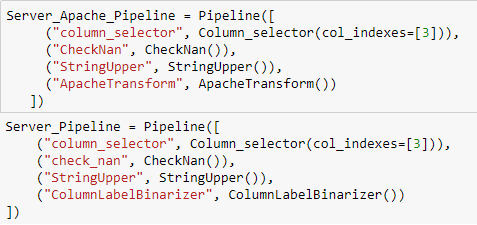 Server_Apache_Pipeline = Pipeline([
("column_selector", Column_selector(col_indexes=[3])),
("CheckNan", CheckNan()),
("StringUpper", StringUpper()),
("ApacheTransform", ApacheTransform())
])
Server_Pipeline = Pipeline([
("column_selector", Column_selector(col_indexes=[3])),
("check_nan", CheckNan()),
("StringUpper", StringUpper()),
("ColumnLabelBinarizer", ColumnLabelBinarizer())
])